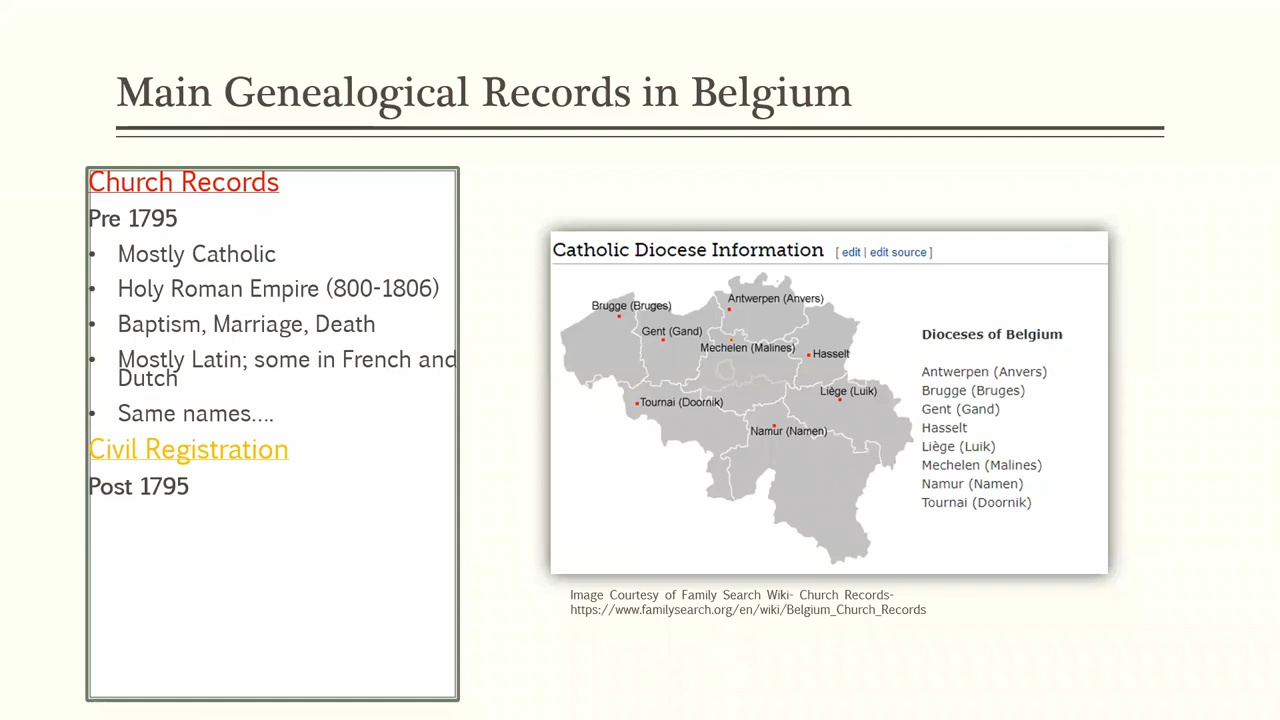 Main Genealogical Records in Belgium
Church Records
Pre 1795
• Mostly Catholic
• Holy Roman Empire (800-1806)
• Baptism, Marriage, Death
• Mostly Latin; some in French and
Dutch
• Same names....
Civil Registration
Post 1795
Catholic Diocese Information [ edit | edit source ]
Brugge (Bruges)
Antwerpen (Anvers)
Gent (Gand)
Mechelen (Malines)
Hasselt
Liège (Luik)
Tournai (Doornik)
Namur (Namen)
Dioceses of Belgium
Antwerpen (Anvers)
Brugge (Bruges)
Gent (Gand)
Hasselt
Liège (Luik)
Mechelen (Malines)
Namur (Namen)
Tournai (Doornik)
Image Courtesy of Family Search Wiki- Church Records-
https://www.familysearch.org/en/wiki/Belgium_Church_Records